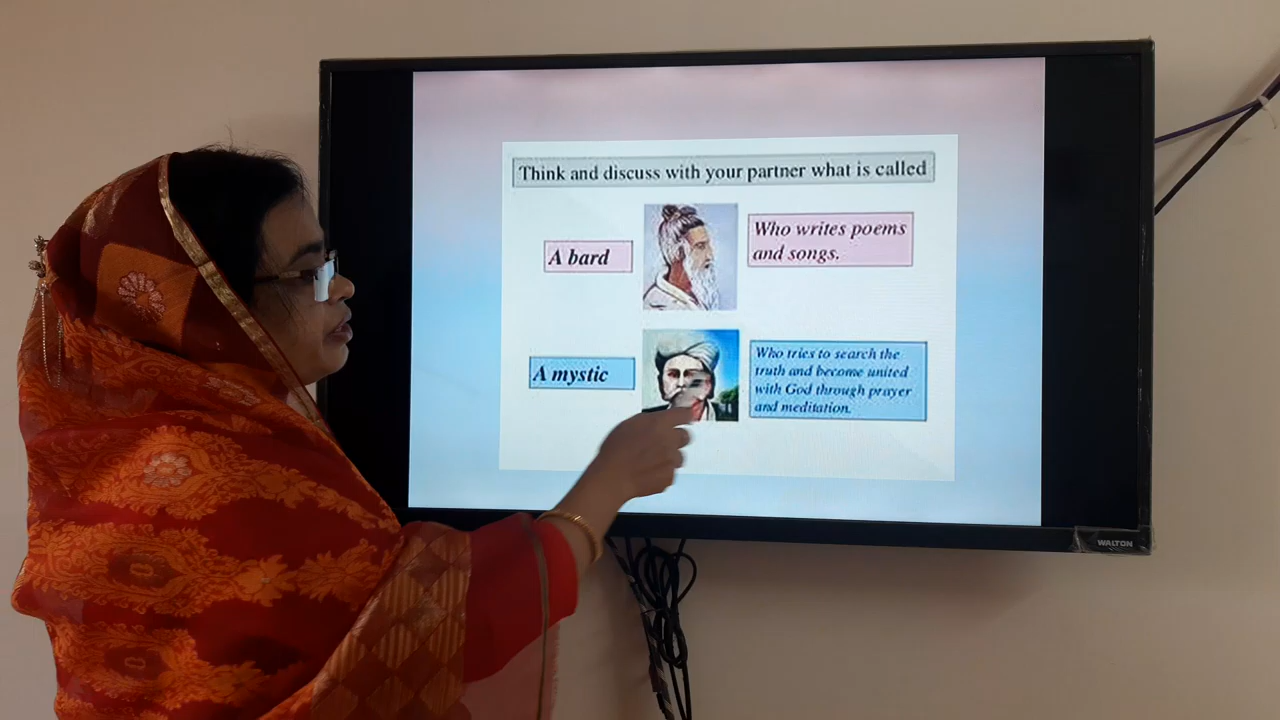 Think and discuss with your partner what is called
A bard
Who writes poems
and songs.
A mystic
Who tries to search the
truth and become united
with God through prayer
and meditation.
WALTON